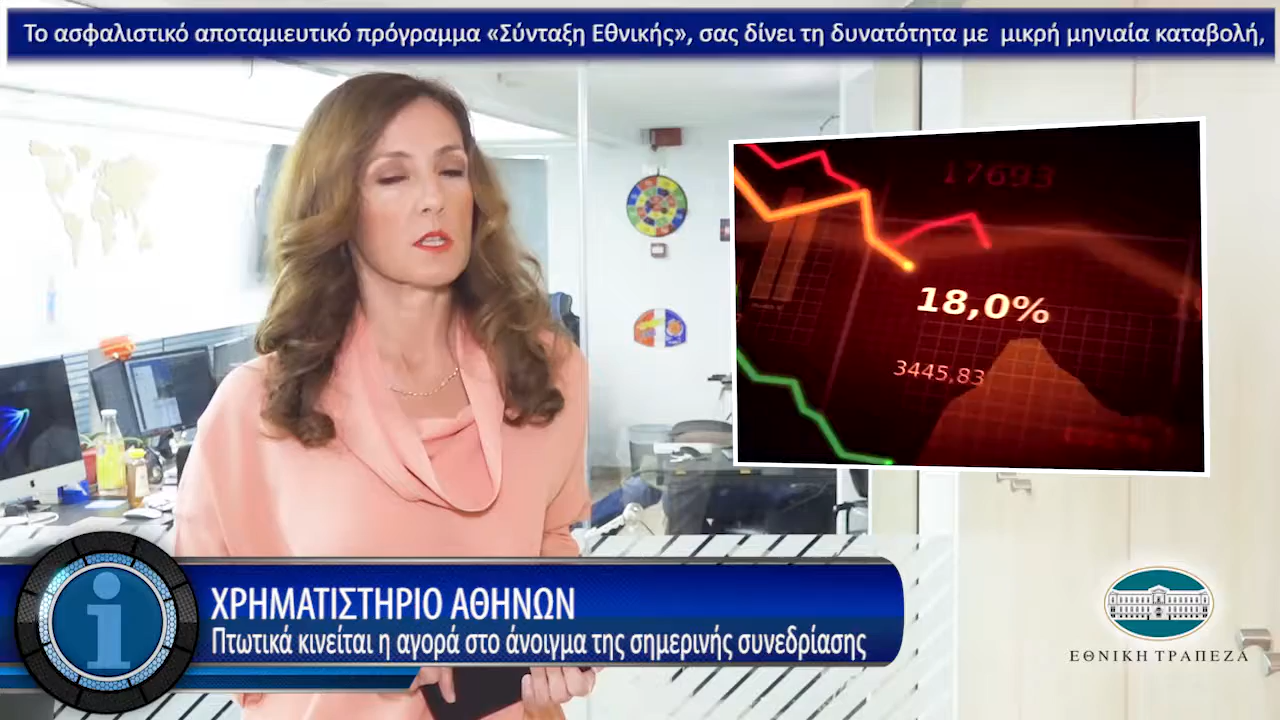 Το ασφαλιστικό αποταμιευτικό πρόγραμμα «Σύνταξη Εθνικής», σας δίνει τη δυνατότητα με μικρή μηνιαία καταβολή,
17693
18,0%
3445,83
i
ΧΡΗΜΑΤΙΣΤΗΡΙΟ ΑΘΗΝΩΝ
Πτωτικά κινείται η αγορά στο άνοιγμα της σημερινής συνεδρίασης
ΕΘΝΙΚΗ ΤΡΑΠΕΖΑ